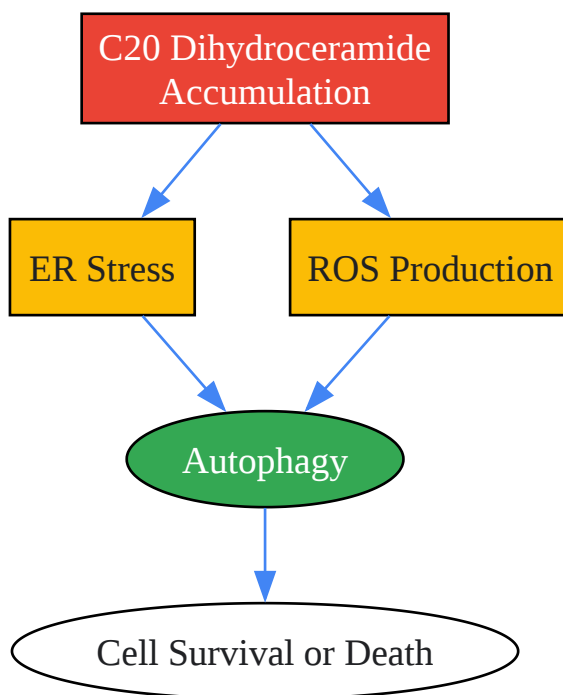 C20 Dihydroceramide
Accumulation
ER Stress
ROS Production
Autophagy
Cell Survival or Death